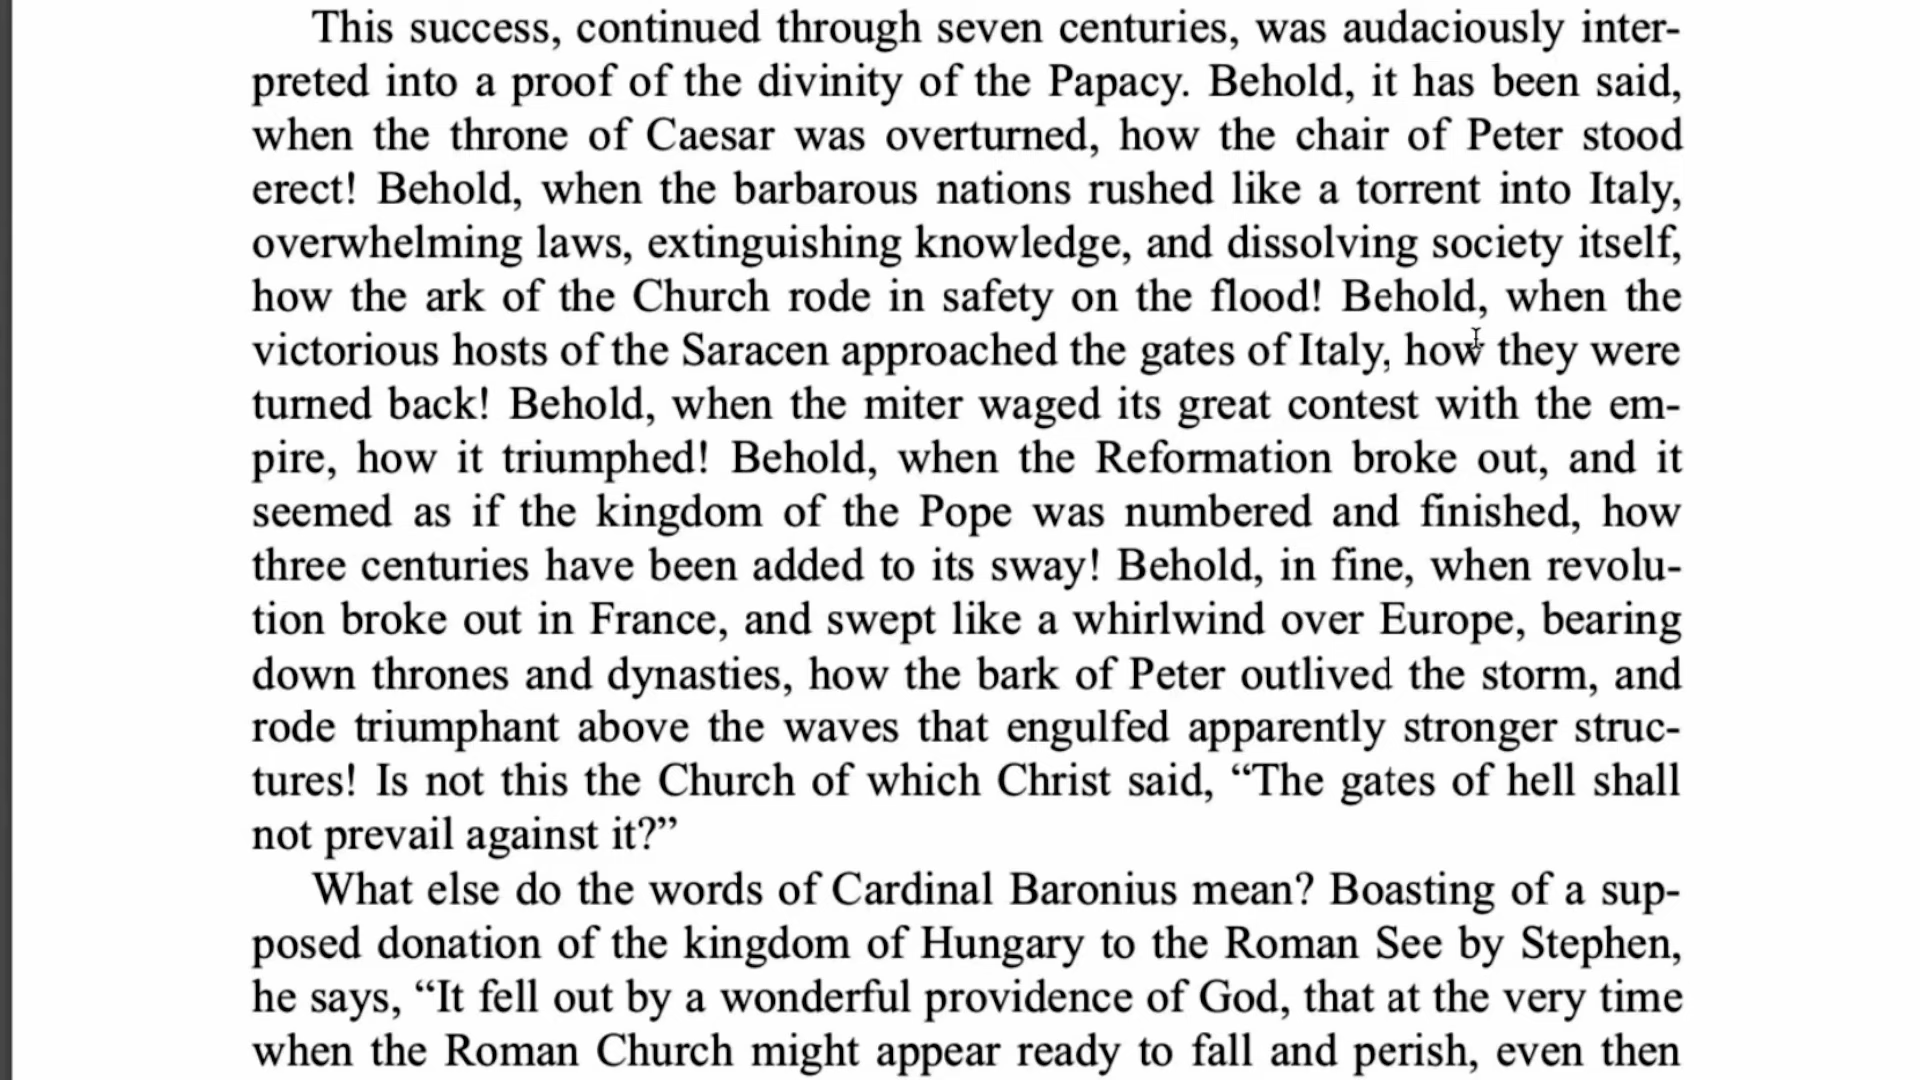 This success, continued through seven centuries, was audaciously inter-
preted into a proof of the divinity of the Papacy. Behold, it has been said,
when the throne of Caesar was overturned, how the chair of Peter stood
erect! Behold, when the barbarous nations rushed like a torrent into Italy,
overwhelming laws, extinguishing knowledge, and dissolving society itself,
how the ark of the Church rode in safety on the flood! Behold, when the
victorious hosts of the Saracen approached the gates of Italy, how they were
turned back! Behold, when the miter waged its great contest with the em-
pire, how it triumphed! Behold, when the Reformation broke out, and it
seemed as if the kingdom of the Pope was numbered and finished, how
three centuries have been added to its sway! Behold, in fine, when revolu-
tion broke out in France, and swept like a whirlwind over Europe, bearing
down thrones and dynasties, how the bark of Peter outlived the storm, and
rode triumphant above the waves that engulfed apparently stronger struc-
tures! Is not this the Church of which Christ said, “The gates of hell shall
not prevail against it?”
What else do the words of Cardinal Baronius mean? Boasting of a sup-
posed donation of the kingdom of Hungary to the Roman See by Stephen,
he says, “It fell out by a wonderful providence of God, that at the very time
when the Roman Church might appear ready to fall and perish, even then